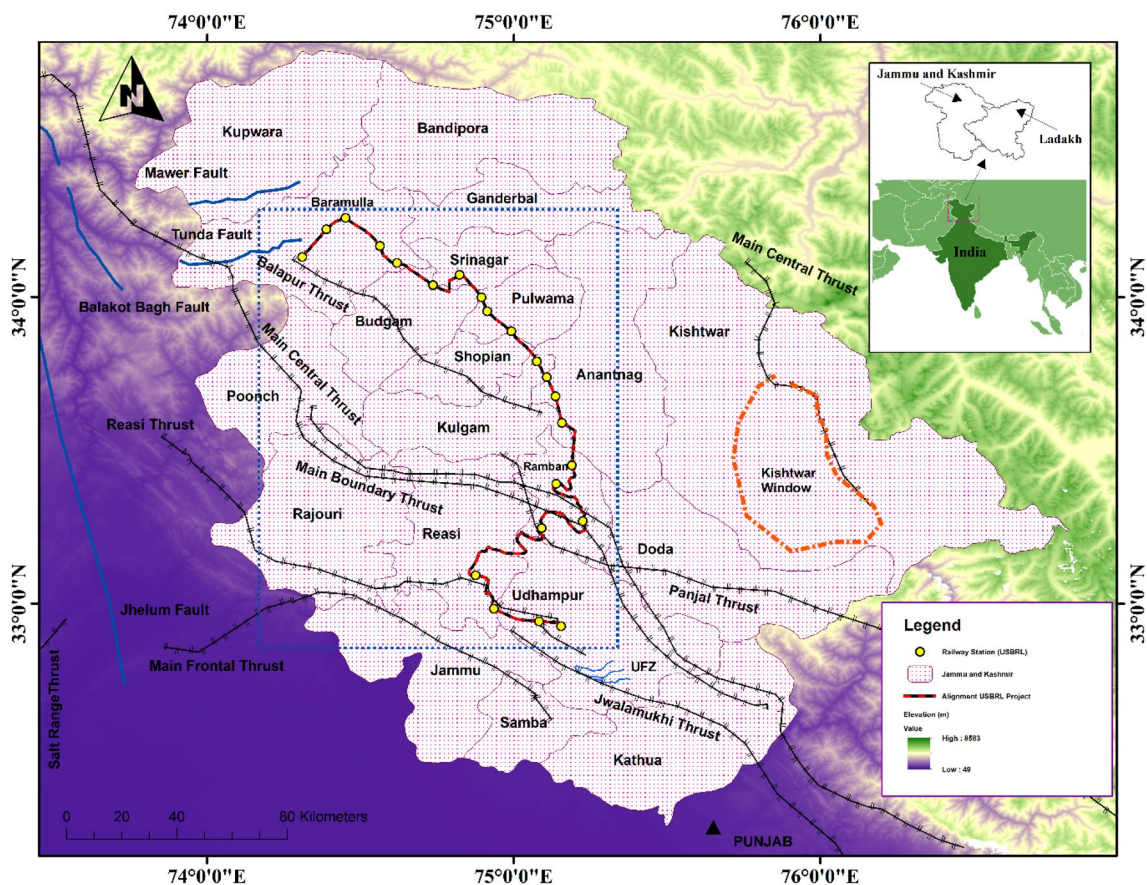 74°0'0"E
75°0'0"E
76°0'0"E
N
Jammu and Kashmir
Ladakh
India
Kupwara
Bandipora
Mawer Fault
Baramulla
Ganderbal
Tunda Fault
Srinagar
Main Central Thrust
34°0'0"N
34°0'0"N
Balakot Bagh Fault
Balapur Thrust
Budgam
Pulwama
Kishtwar
Shopian
Anantnag
Main Central Thrust
Poonch
Reasi Thrust
Kulgam
Ramban
Kishtwar
Window
Main Boundary Thrust
Rajouri
Reasi
Doda
Panjal Thrust
33°0'0"N
33°0'0"N
Jhelum Fault
Udhampur
Main Frontal Thrust
Jammu
UFZ
Salt RangeThrust
Samba
Jwalamukhi Thrust
Kathua
Legend
Railway Station (USBRL)
Jammu and Kashmir
Alignment USBRL Project
Elevation (m)
Value
High : 8583
Low : 49
0 20 40 80 Kilometers
PUNJAB
74°0'0"E
75°0'0"E
76°0'0"E